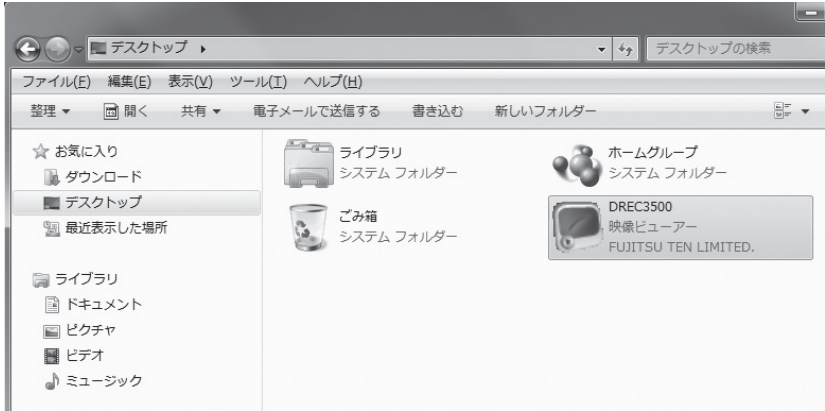 デスクトップ
デスクトップの検索
ファイル(F) 編集(E) 表示(V) ツール(T) ヘルプ(H)
整理 開く 共有 電子メールで送信する 書き込む 新しいフォルダー
お気に入り
ダウンロード
デスクトップ
最近表示した場所
ライブラリ
ドキュメント
ピクチャ
ビデオ
ミュージック
ライブラリ
システム フォルダー
ホームグループ
システム フォルダー
ごみ箱
システム フォルダー
DREC3500
映像ビューアー
FUJITSU TEN LIMITED.